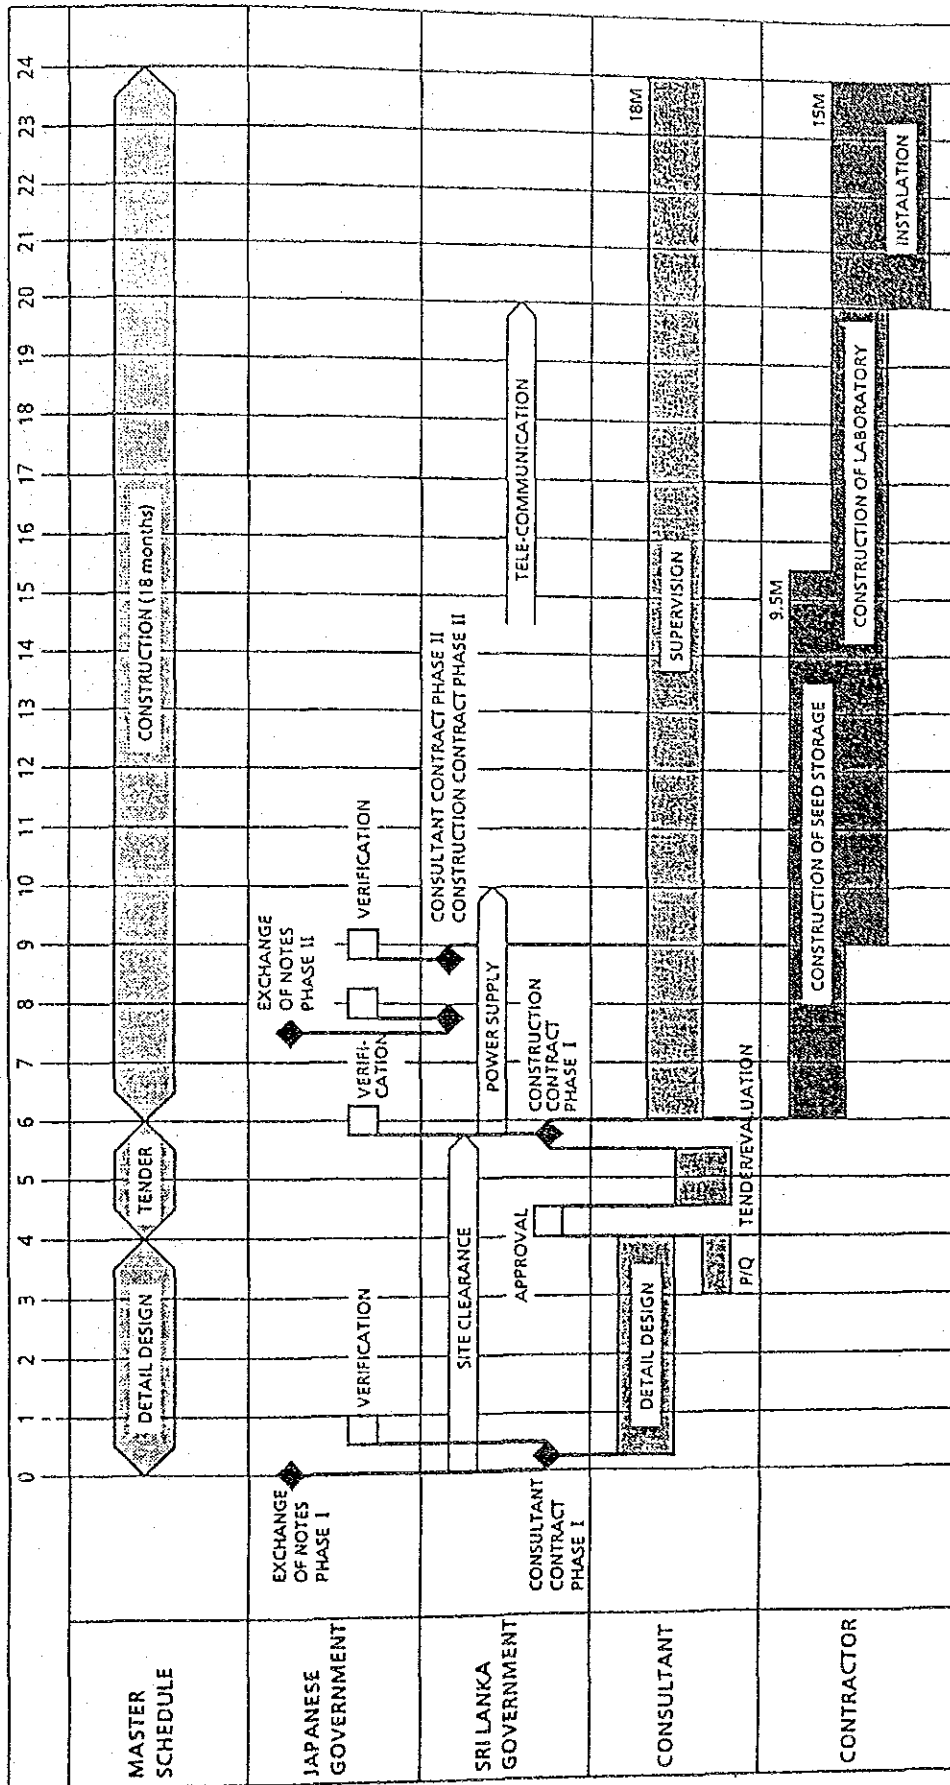 0 1 2 3 4 5 6 7 8 9 10 11 12 13 14 15 16 17 18 19 20 21 22 23 24
MASTER
SCHEDULE
DETAIL DESIGN
TENDER
CONSTRUCTION (18 months)
JAPANESE
GOVERNMENT
EXCHANGE
OF NOTES
PHASE I
VERIFICATION
VERIFI-
CATION
EXCHANGE
OF NOTES
PHASE II
VERIFICATION
SRI LANKA
GOVERNMENT
CONSULTANT
CONTRACT
PHASE I
SITE CLEARANCE
APPROVAL
POWER SUPPLY
CONSTRUCTION
CONTRACT
PHASE I
CONSULTANT CONTRACT PHASE II
CONSTRUCTION CONTRACT PHASE II
TELE-COMMUNICATION
CONSULTANT
DETAIL DESIGN
P/Q
TENDER/EVALUATION
SUPERVISION
18M
CONTRACTOR
CONSTRUCTION OF SEED STORAGE
9.5M
CONSTRUCTION OF LABORATORY
15M
INSTALATION